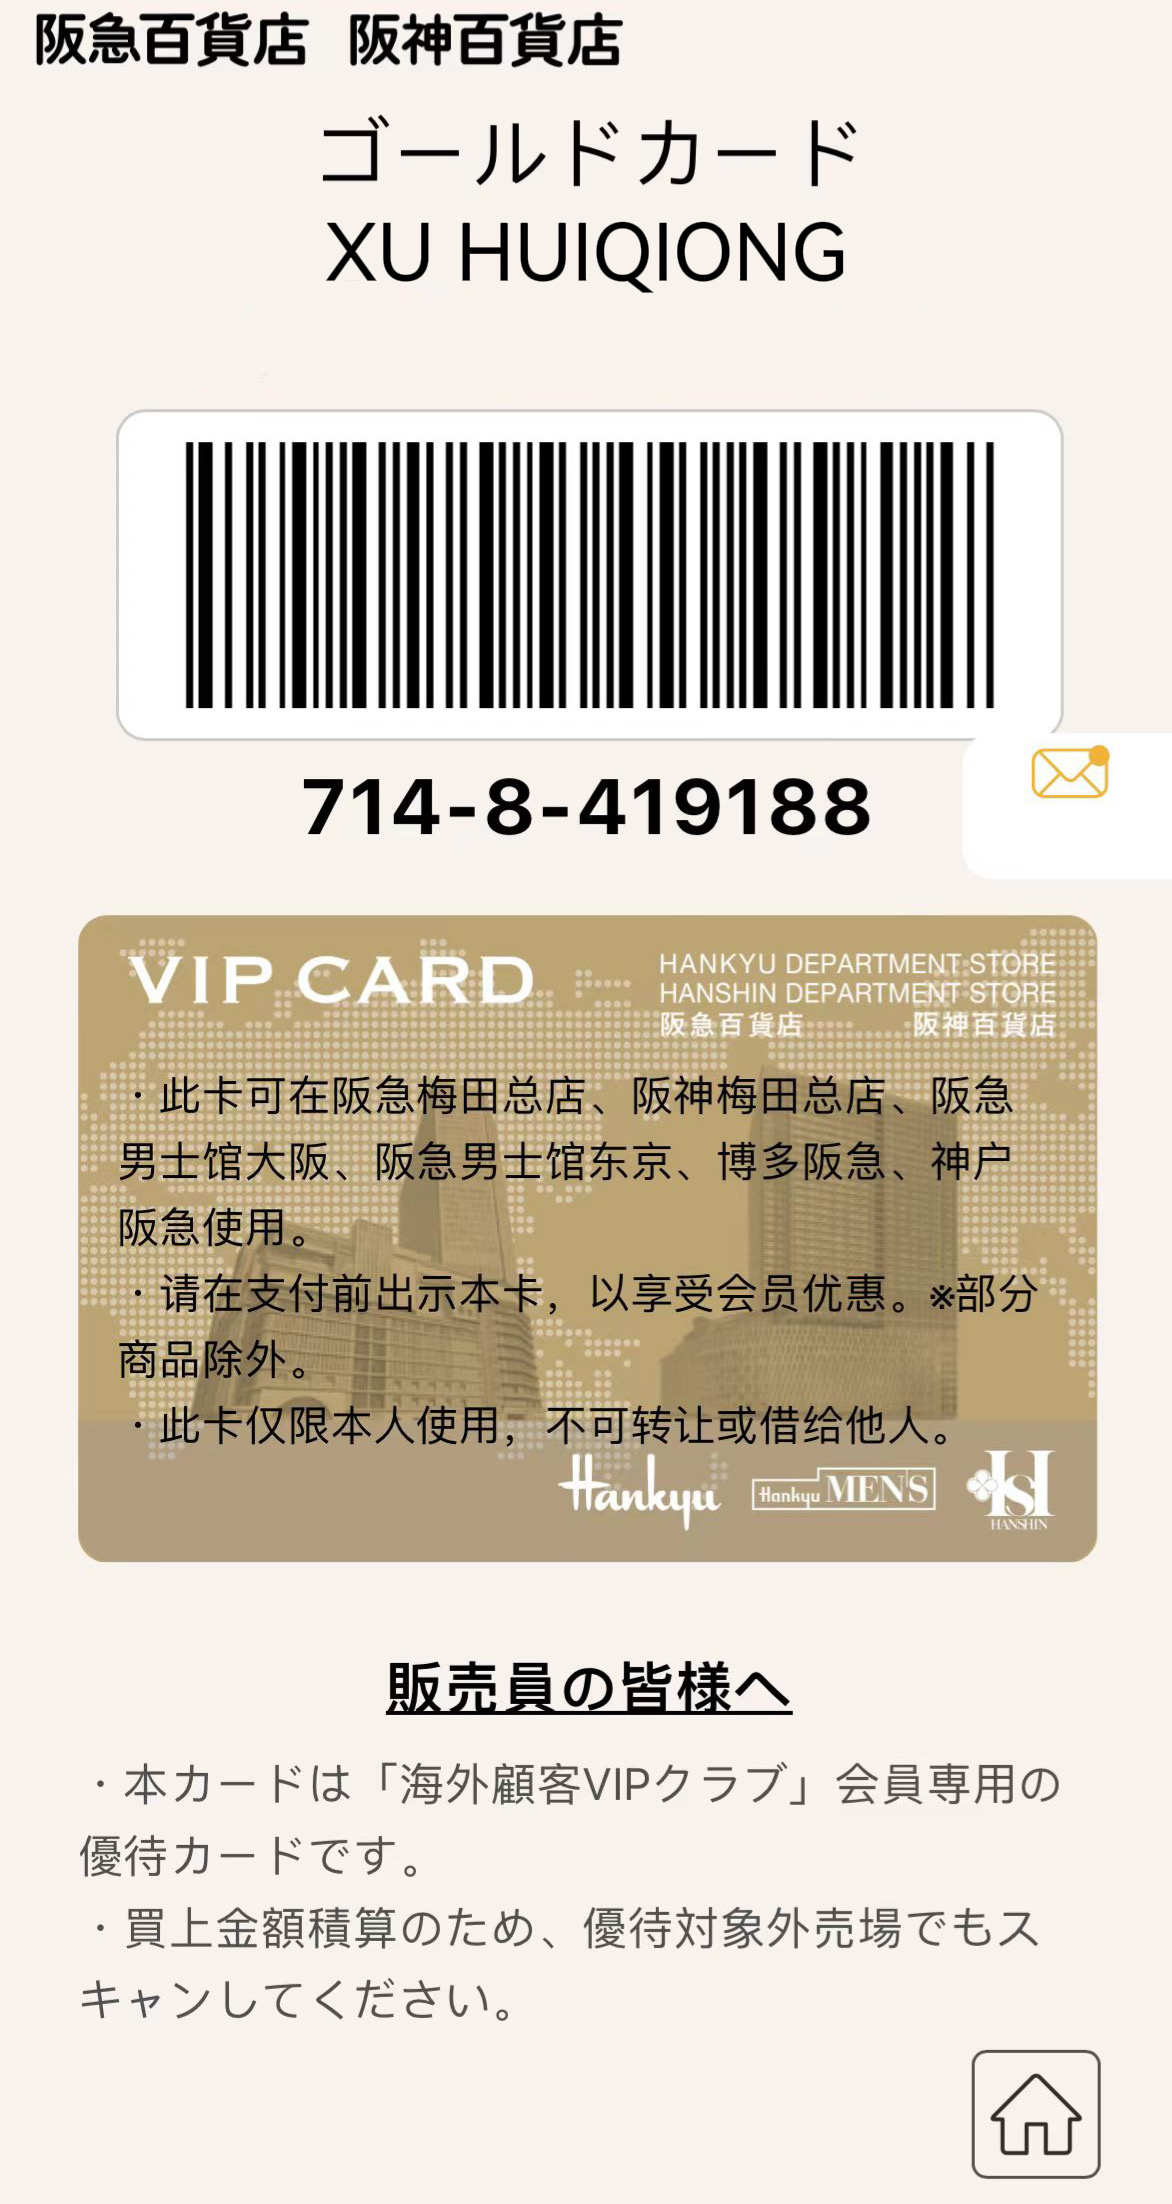 阪急百貨店 阪神百貨店
ゴールドカード
XU HUIQIONG
714-8-419188
VIP CARD
HANKYU DEPARTMENT STORE
HANSHIN DEPARTMENT STORE
阪急百貨店 阪神百貨店
・此卡可在阪急梅田总店、阪神梅田总店、阪急
男士馆大阪、阪急男士馆东京、博多阪急、神户
阪急使用。
・请在支付前出示本卡，以享受会员优惠。※部分
商品除外。
・此卡仅限本人使用，不可转让或借给他人。
Hankyu Hankyu MEN'S HS HANSHIN
販売員の皆様へ
・本カードは「海外顧客VIPクラブ」会員専用の
優待カードです。
・買上金額積算のため、優待対象外売場でもス
キャンしてください。